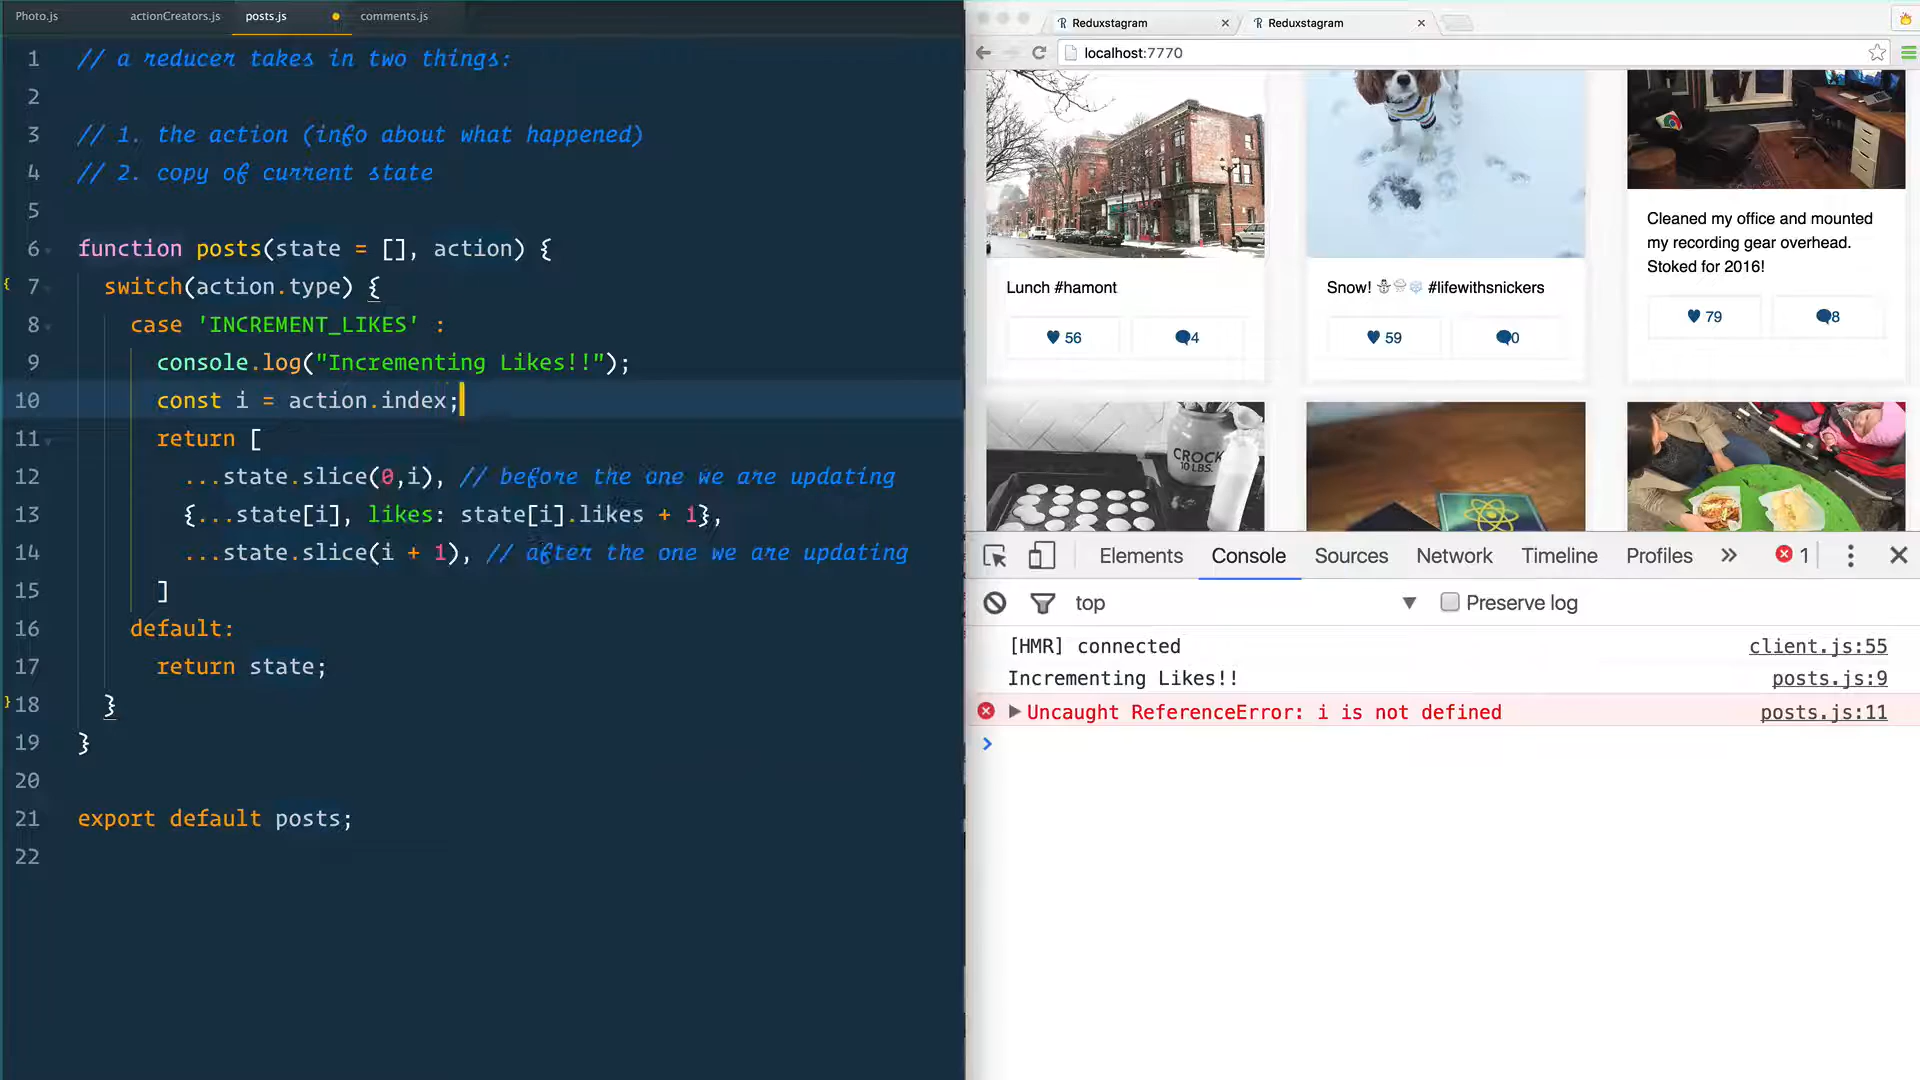 Photo.js actionCreators.js posts.js comments.js
1 // a reducer takes in two things:
2
3 // 1. the action (info about what happened)
4 // 2. copy of current state
5
6 function posts(state = [], action) {
7 switch(action.type) {
8 case 'INCREMENT_LIKES' :
9 console.log("Incrementing Likes!!");
10 const i = action.index;
11 return [
12 ...state.slice(0,i), // before the one we are updating
13 {...state[i], likes: state[i].likes + 1},
14 ...state.slice(i + 1), // after the one we are updating
15 ]
16 default:
17 return state;
18 }
19 }
20
21 export default posts;
22
Reduxstagram Reduxstagram
localhost:7770
Lunch #hamont
56 4
Snow! ☃🌨❄ #lifewithsnickers
59 0
Cleaned my office and mounted
my recording gear overhead.
Stoked for 2016!
79 8
CROCK
10 LBS.
Elements Console Sources Network Timeline Profiles » 1
top Preserve log
[HMR] connected client.js:55
Incrementing Likes!! posts.js:9
Uncaught ReferenceError: i is not defined posts.js:11